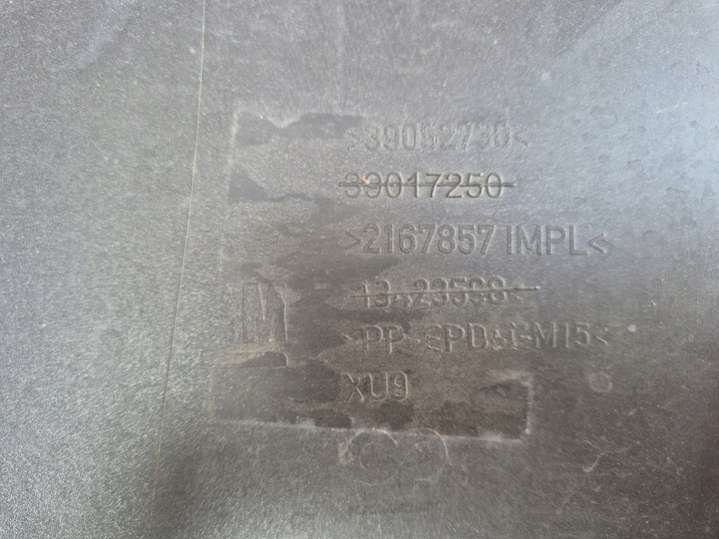 >39052730<
39017250
>2167857 IMPL<
>PP+EPDM-M15<
XU9